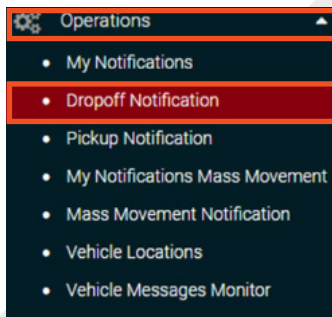 Operations
• My Notifications
• Dropoff Notification
• Pickup Notification
• My Notifications Mass Movement
• Mass Movement Notification
• Vehicle Locations
• Vehicle Messages Monitor